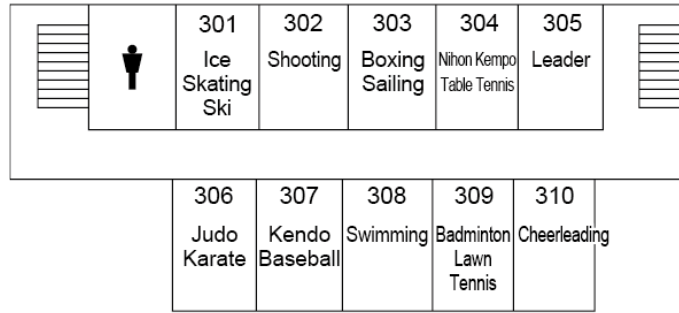 301
Ice
Skating
Ski
302
Shooting
303
Boxing
Sailing
304
Nihon Kempo
Table Tennis
305
Leader
306
Judo
Karate
307
Kendo
Baseball
308
Swimming
309
Badminton
Lawn
Tennis
310
Cheerleading